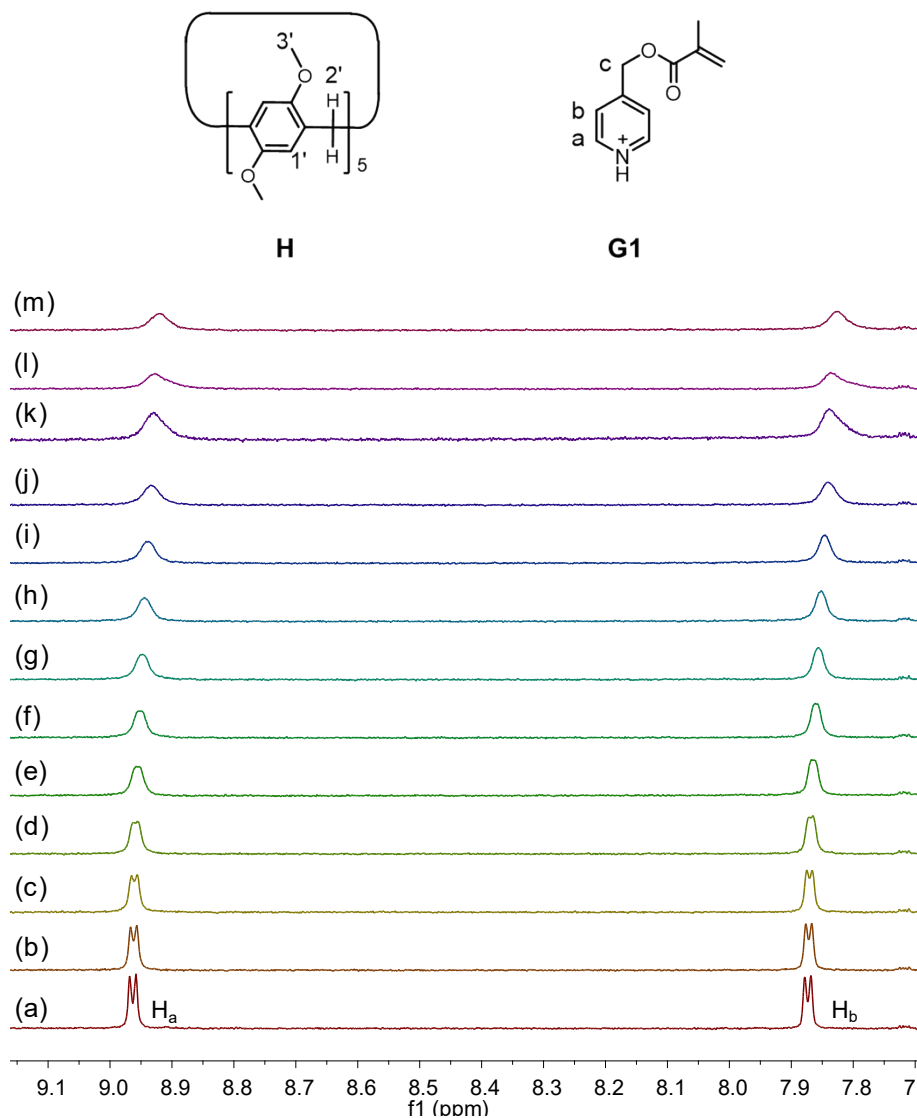 3'
O
2'
H
H
1'
O
5
H
c
O
O
b
a
N
+
H
G1
(m)
(l)
(k)
(j)
(i)
(h)
(g)
(f)
(e)
(d)
(c)
(b)
(a)
Ha
Hb
9.1 9.0 8.9 8.8 8.7 8.6 8.5 8.4 8.3 8.2 8.1 8.0 7.9 7.8 7
f1 (ppm)